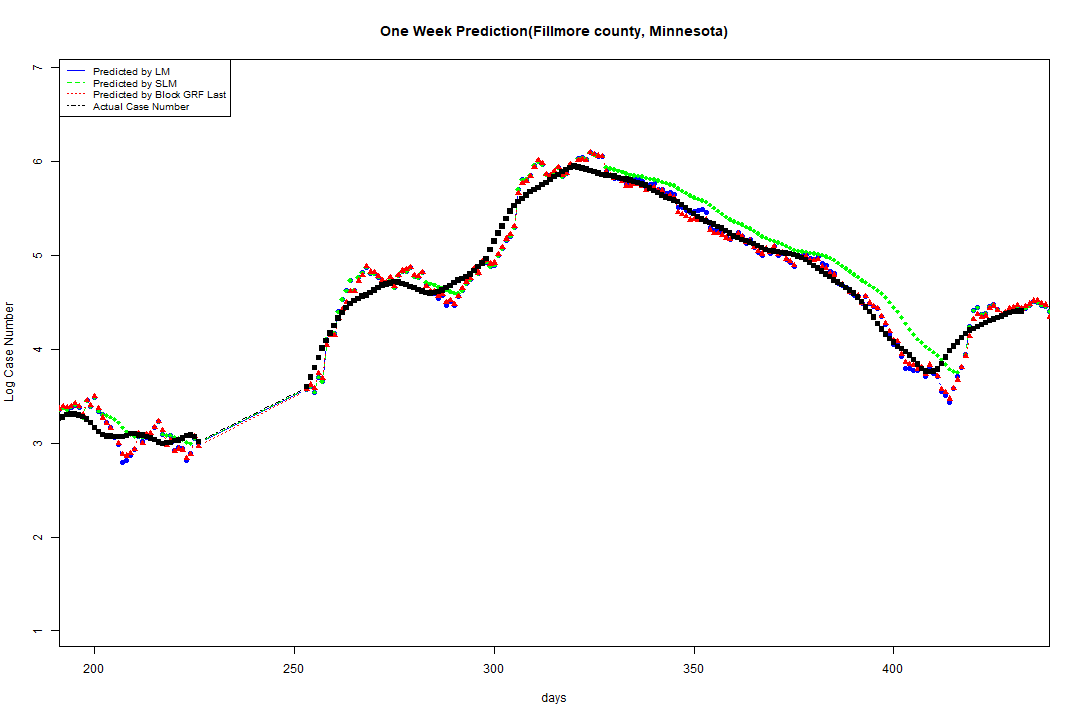 One Week Prediction(Fillmore county, Minnesota)
Predicted by LM
Predicted by SLM
Predicted by Block GRF Last
Actual Case Number
7
6
5
4
3
2
1
Log Case Number
200
250
300
350
400
days